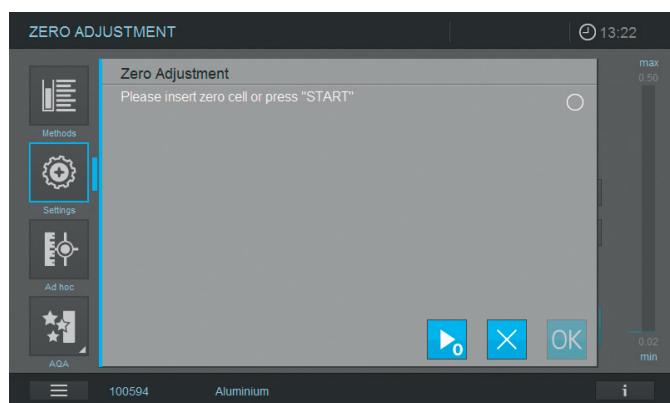 ZERO ADJUSTMENT
13:22
Zero Adjustment
Please insert zero cell or press "START"
max
0.50
Methods
Settings
Ad hoc
AQA
0
OK
0.02
min
100594 Aluminium
i